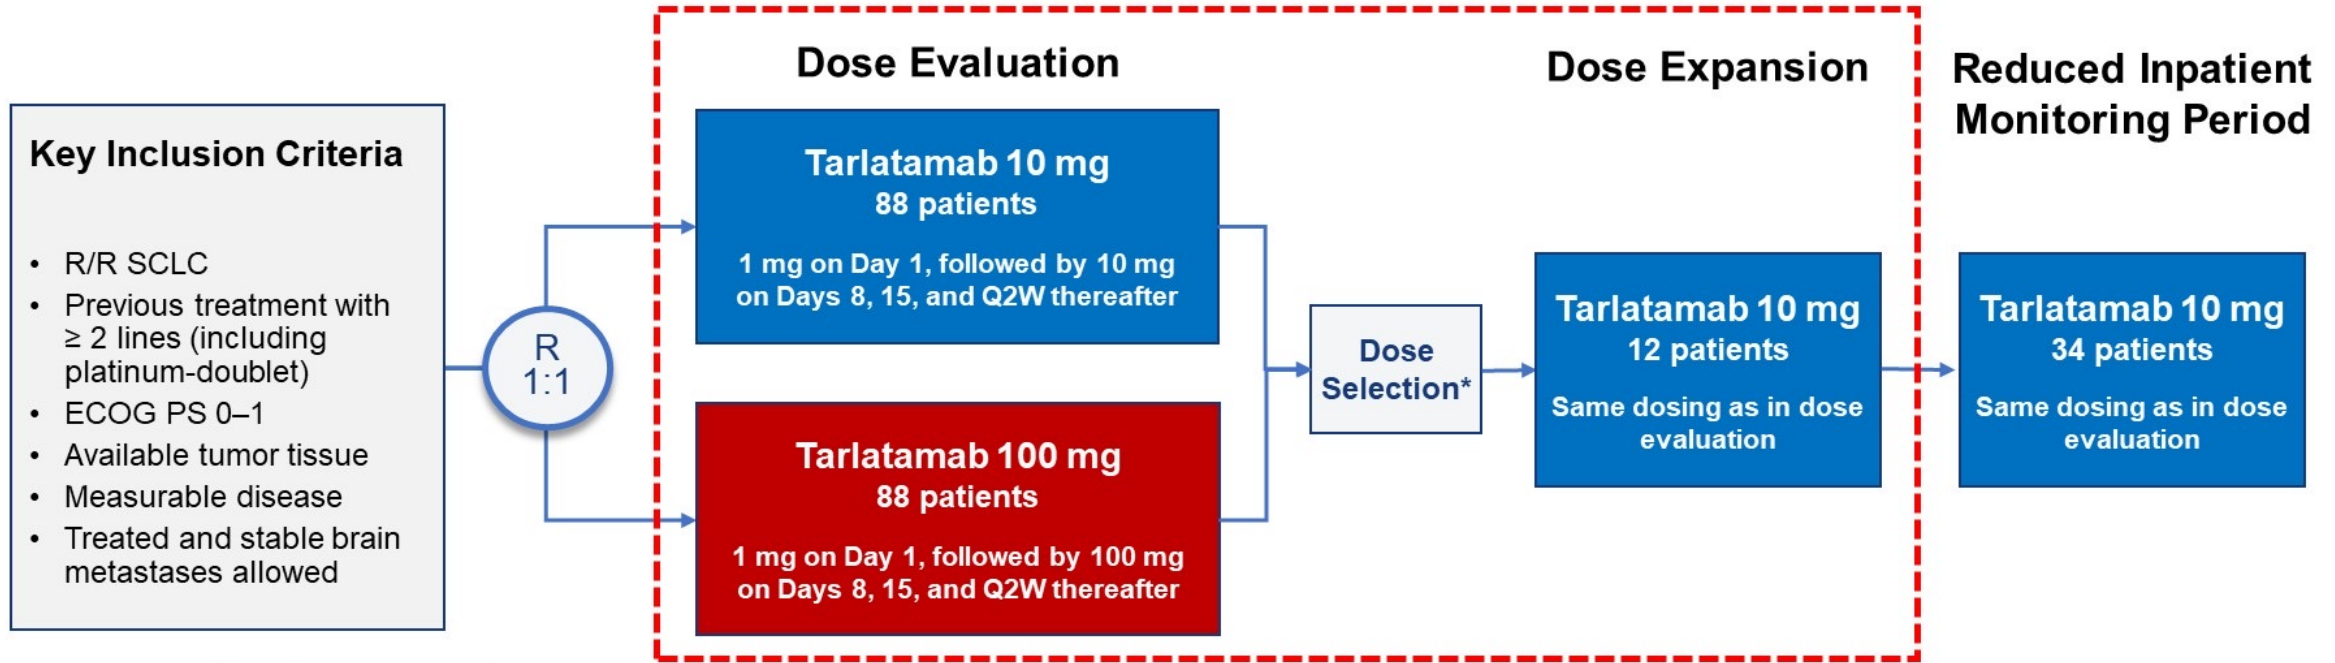 Key Inclusion Criteria
• R/R SCLC
• Previous treatment with
≥ 2 lines (including
platinum-doublet)
• ECOG PS 0–1
• Available tumor tissue
• Measurable disease
• Treated and stable brain
metastases allowed
R
1:1
Dose Evaluation
Tarlatamab 10 mg
88 patients
1 mg on Day 1, followed by 10 mg
on Days 8, 15, and Q2W thereafter
Tarlatamab 100 mg
88 patients
1 mg on Day 1, followed by 100 mg
on Days 8, 15, and Q2W thereafter
Dose
Selection*
Dose Expansion
Tarlatamab 10 mg
12 patients
Same dosing as in dose
evaluation
Reduced Inpatient
Monitoring Period
Tarlatamab 10 mg
34 patients
Same dosing as in dose
evaluation